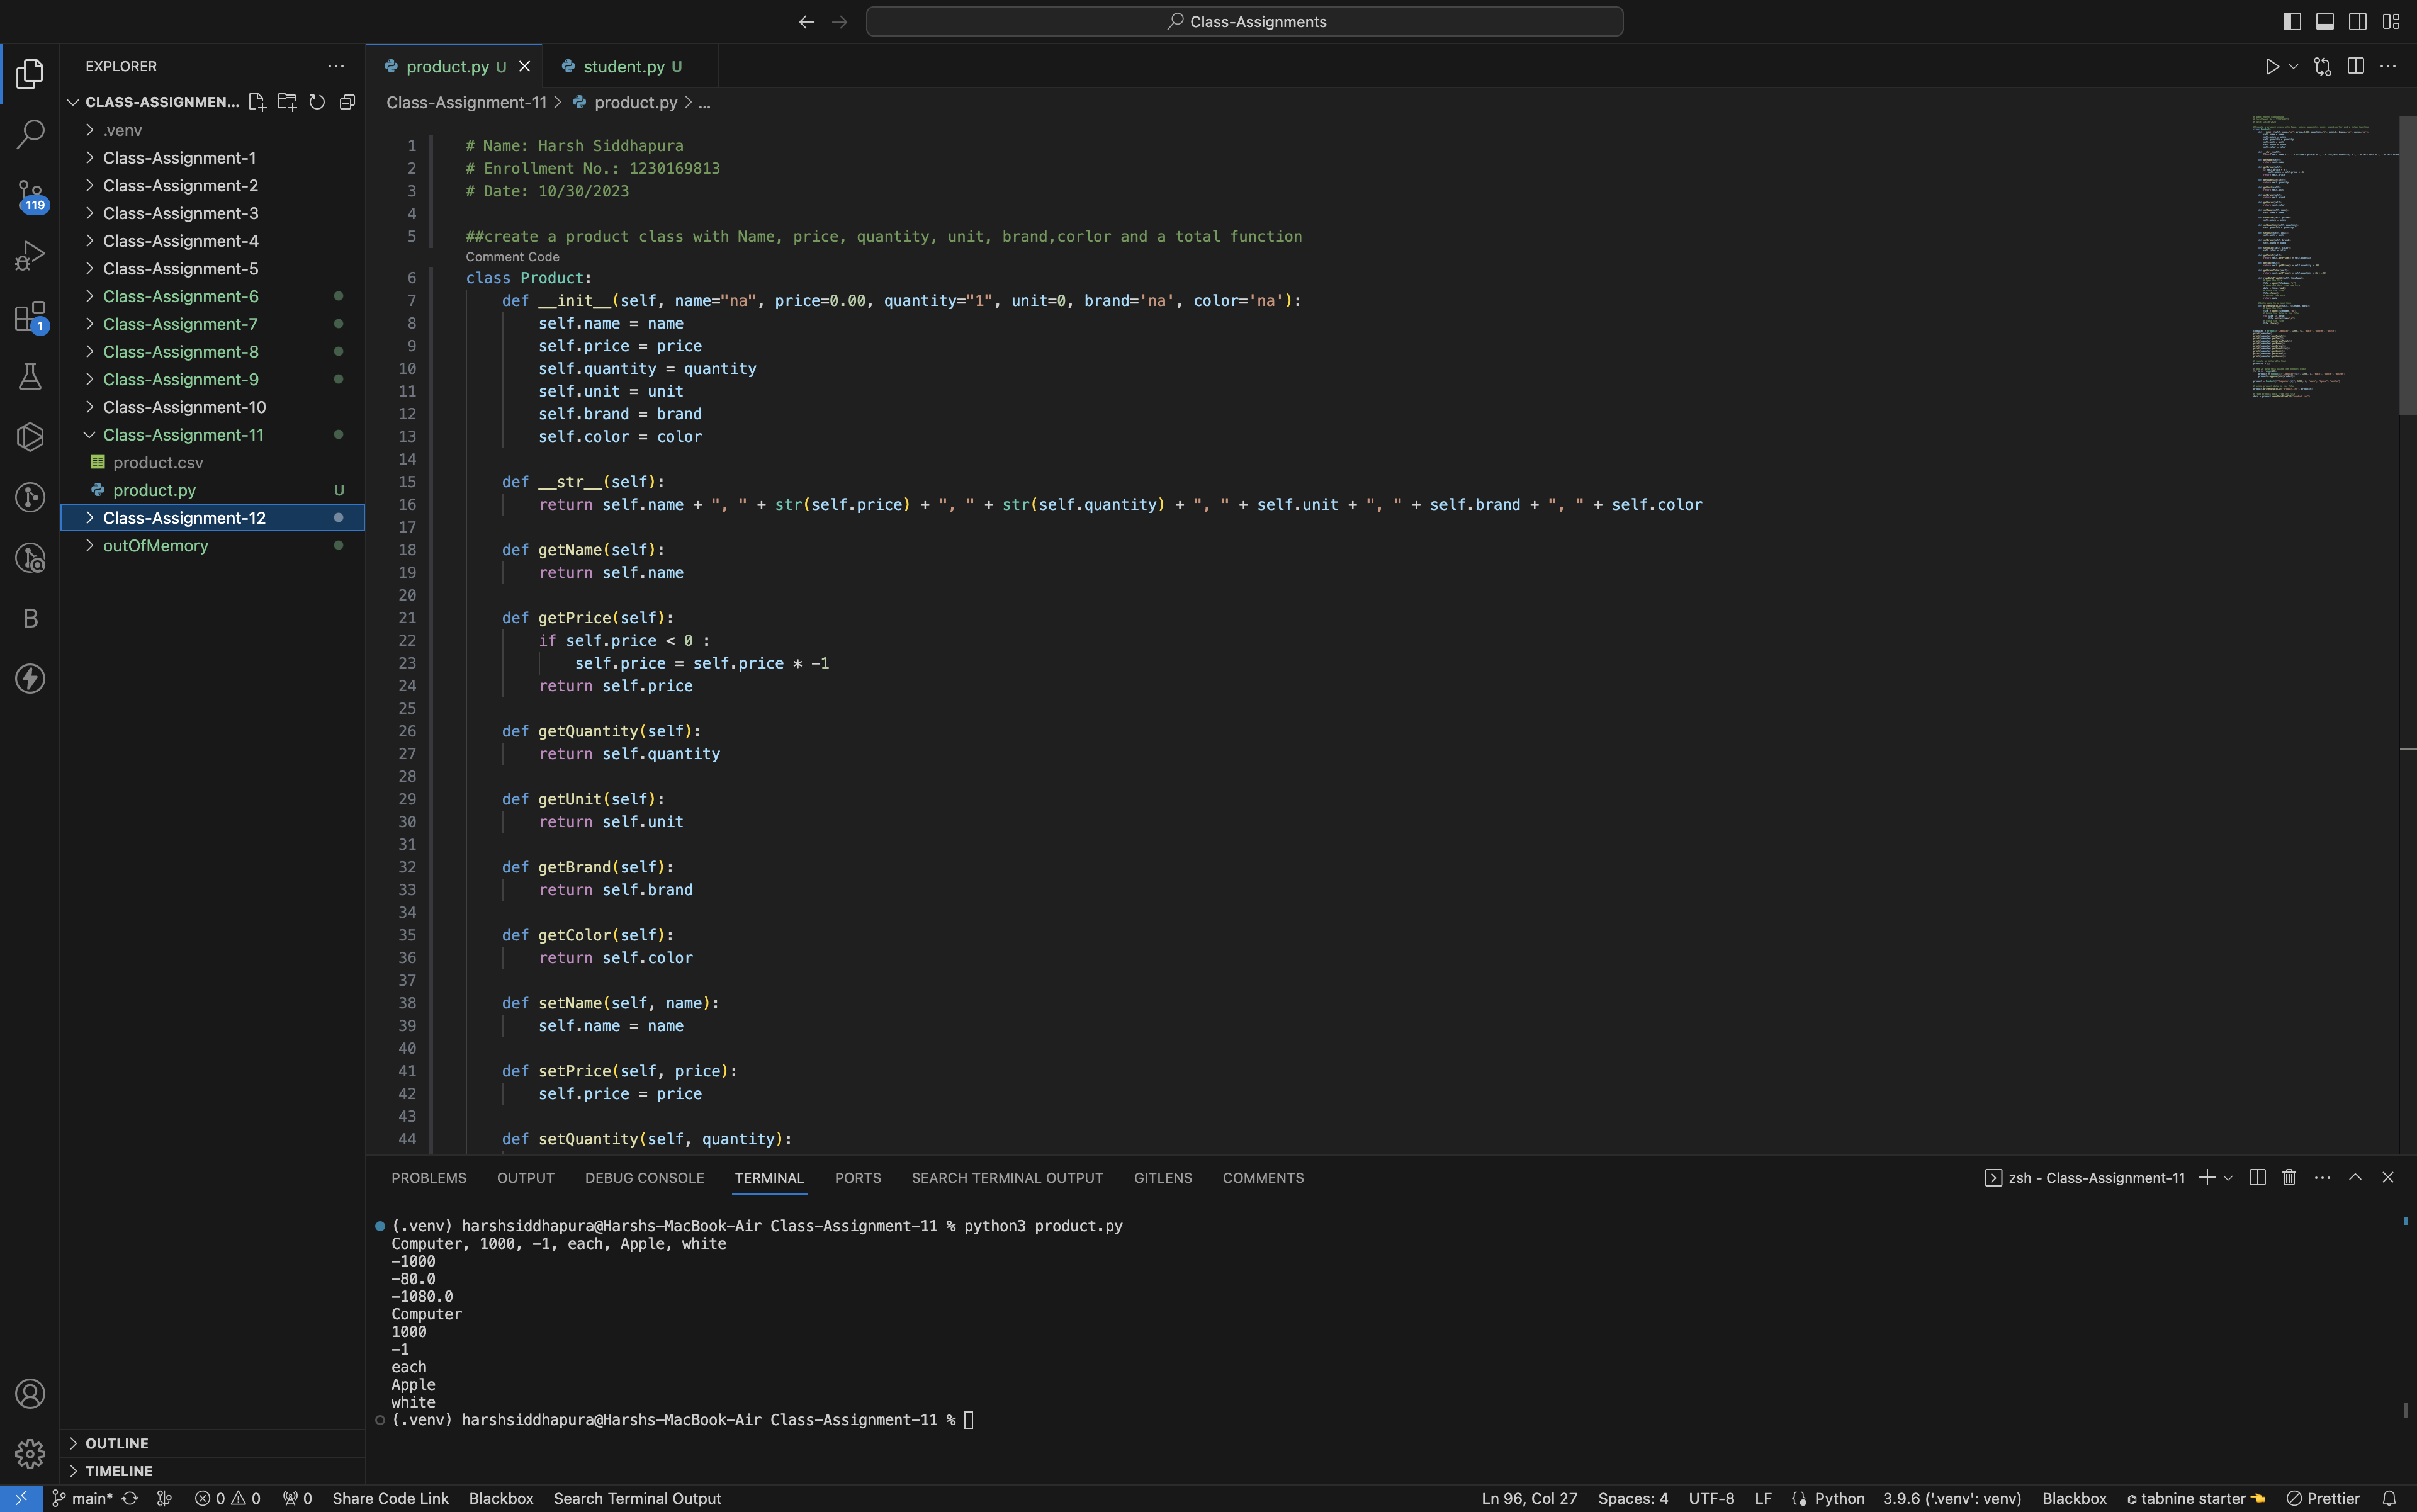 Class-Assignments
EXPLORER
CLASS-ASSIGNMEN...
.venv
Class-Assignment-1
Class-Assignment-2
Class-Assignment-3
119
Class-Assignment-4
Class-Assignment-5
Class-Assignment-6
Class-Assignment-7
1
Class-Assignment-8
Class-Assignment-9
Class-Assignment-10
Class-Assignment-11
product.csv
product.py U
Class-Assignment-12
outOfMemory
B
OUTLINE
TIMELINE
product.py U
student.py U
Class-Assignment-11 > product.py > ...
1 # Name: Harsh Siddhapura
2 # Enrollment No.: 1230169813
3 # Date: 10/30/2023
4
5 ##create a product class with Name, price, quantity, unit, brand,corlor and a total function
Comment Code
6 class Product:
7 def __init__(self, name="na", price=0.00, quantity="1", unit=0, brand='na', color='na'):
8 self.name = name
9 self.price = price
10 self.quantity = quantity
11 self.unit = unit
12 self.brand = brand
13 self.color = color
14
15 def __str__(self):
16 return self.name + ", " + str(self.price) + ", " + str(self.quantity) + ", " + self.unit + ", " + self.brand + ", " + self.color
17
18 def getName(self):
19 return self.name
20
21 def getPrice(self):
22 if self.price < 0 :
23 self.price = self.price * -1
24 return self.price
25
26 def getQuantity(self):
27 return self.quantity
28
29 def getUnit(self):
30 return self.unit
31
32 def getBrand(self):
33 return self.brand
34
35 def getColor(self):
36 return self.color
37
38 def setName(self, name):
39 self.name = name
40
41 def setPrice(self, price):
42 self.price = price
43
44 def setQuantity(self, quantity):
PROBLEMS OUTPUT DEBUG CONSOLE TERMINAL PORTS SEARCH TERMINAL OUTPUT GITLENS COMMENTS
zsh - Class-Assignment-11
(.venv) harshsiddhapura@Harshs-MacBook-Air Class-Assignment-11 % python3 product.py
Computer, 1000, -1, each, Apple, white
-1000
-80.0
-1080.0
Computer
1000
-1
each
Apple
white
(.venv) harshsiddhapura@Harshs-MacBook-Air Class-Assignment-11 %
main* 0 0 0 Share Code Link Blackbox Search Terminal Output
Ln 96, Col 27 Spaces: 4 UTF-8 LF Python 3.9.6 ('.venv': venv) Blackbox tabnine starter Prettier